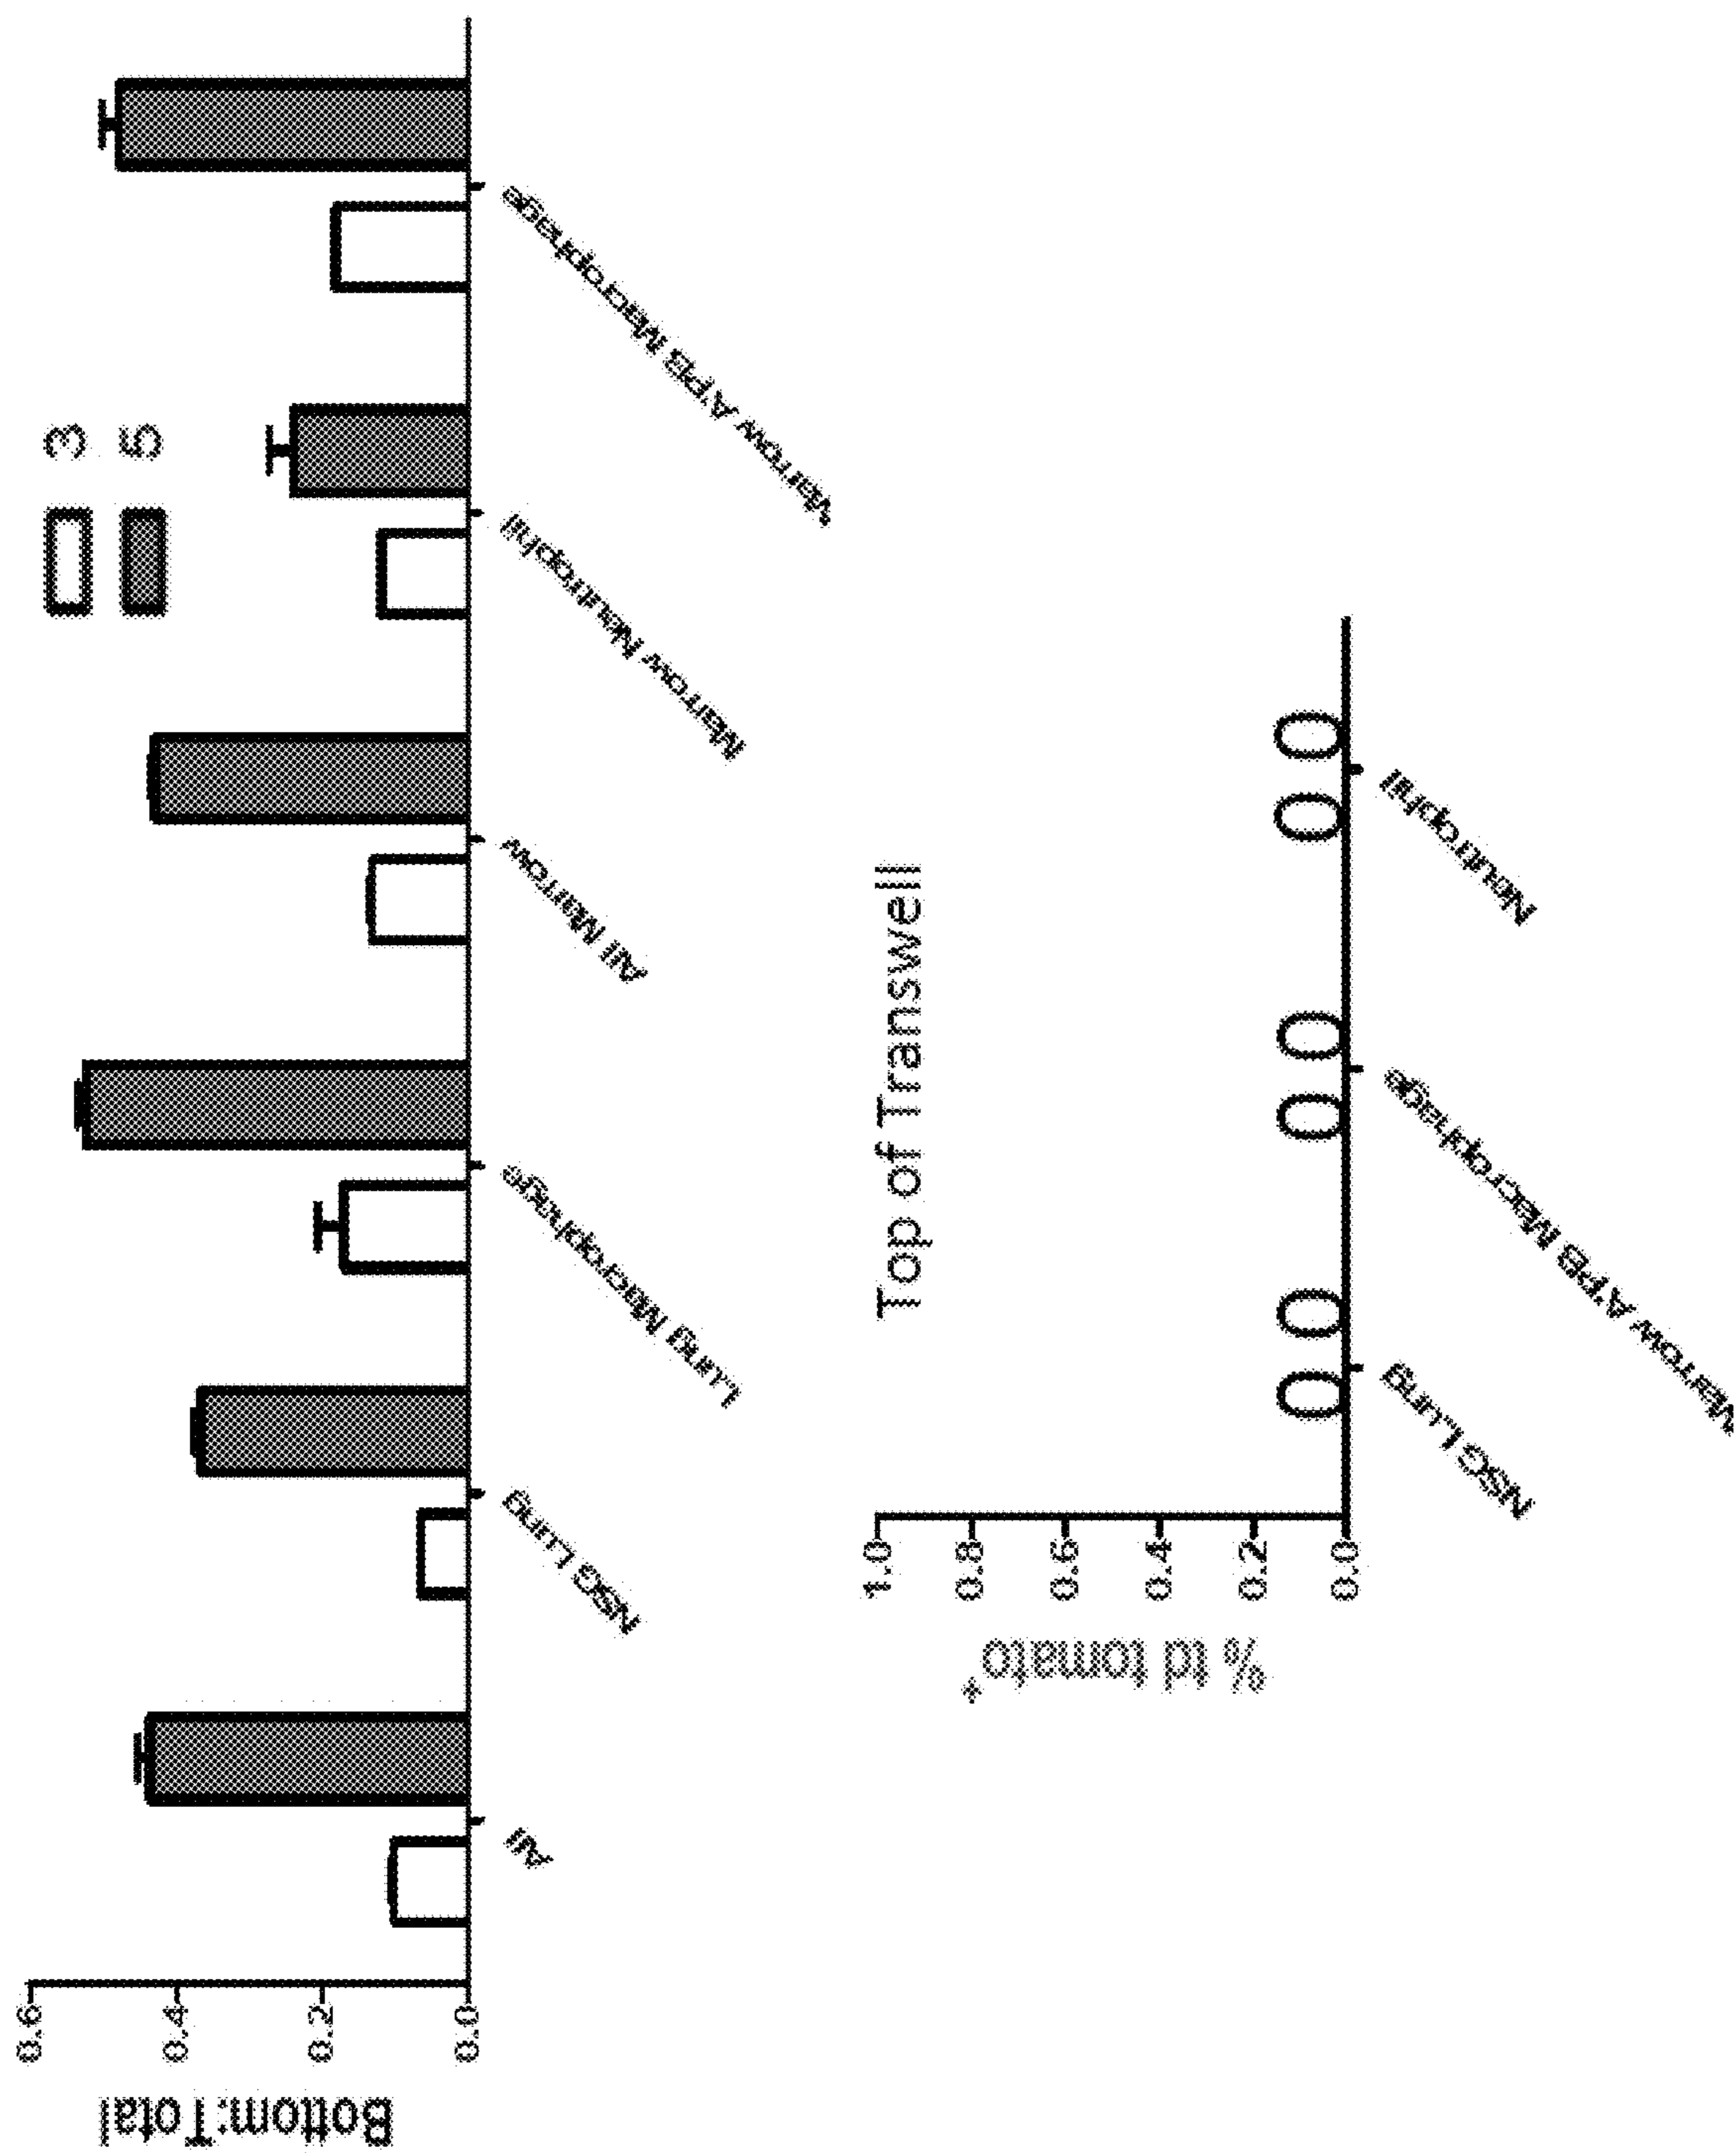 Bottom:Total
0.6
0.4
0.2
0.0
3
5
All
NSG Lung
Lung Macrophage
All Marrow
Marrow Neutrophil
Marrow A'PB Macrophage
Top of Transwell
% td tomato+
1.0
0.8
0.6
0.4
0.2
0.0
0 0
0 0
0 0
NSG Lung
Marrow A'PB Macrophage
Neutrophil